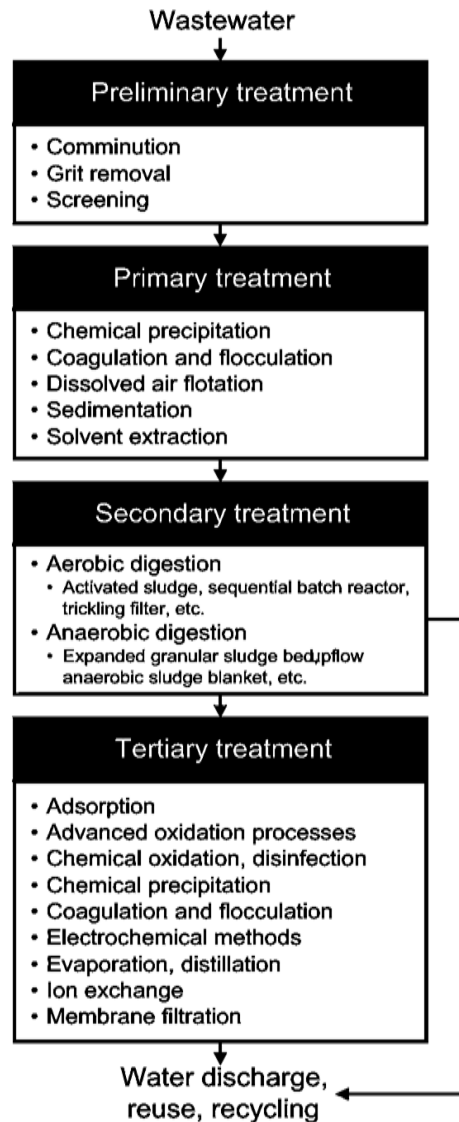 Wastewater
Preliminary treatment
• Comminution
• Grit removal
• Screening
Primary treatment
• Chemical precipitation
• Coagulation and flocculation
• Dissolved air flotation
• Sedimentation
• Solvent extraction
Secondary treatment
• Aerobic digestion
• Activated sludge, sequential batch reactor,
trickling filter, etc.
• Anaerobic digestion
• Expanded granular sludge bed,upflow
anaerobic sludge blanket, etc.
Tertiary treatment
• Adsorption
• Advanced oxidation processes
• Chemical oxidation, disinfection
• Chemical precipitation
• Coagulation and flocculation
• Electrochemical methods
• Evaporation, distillation
• Ion exchange
• Membrane filtration
Water discharge,
reuse, recycling